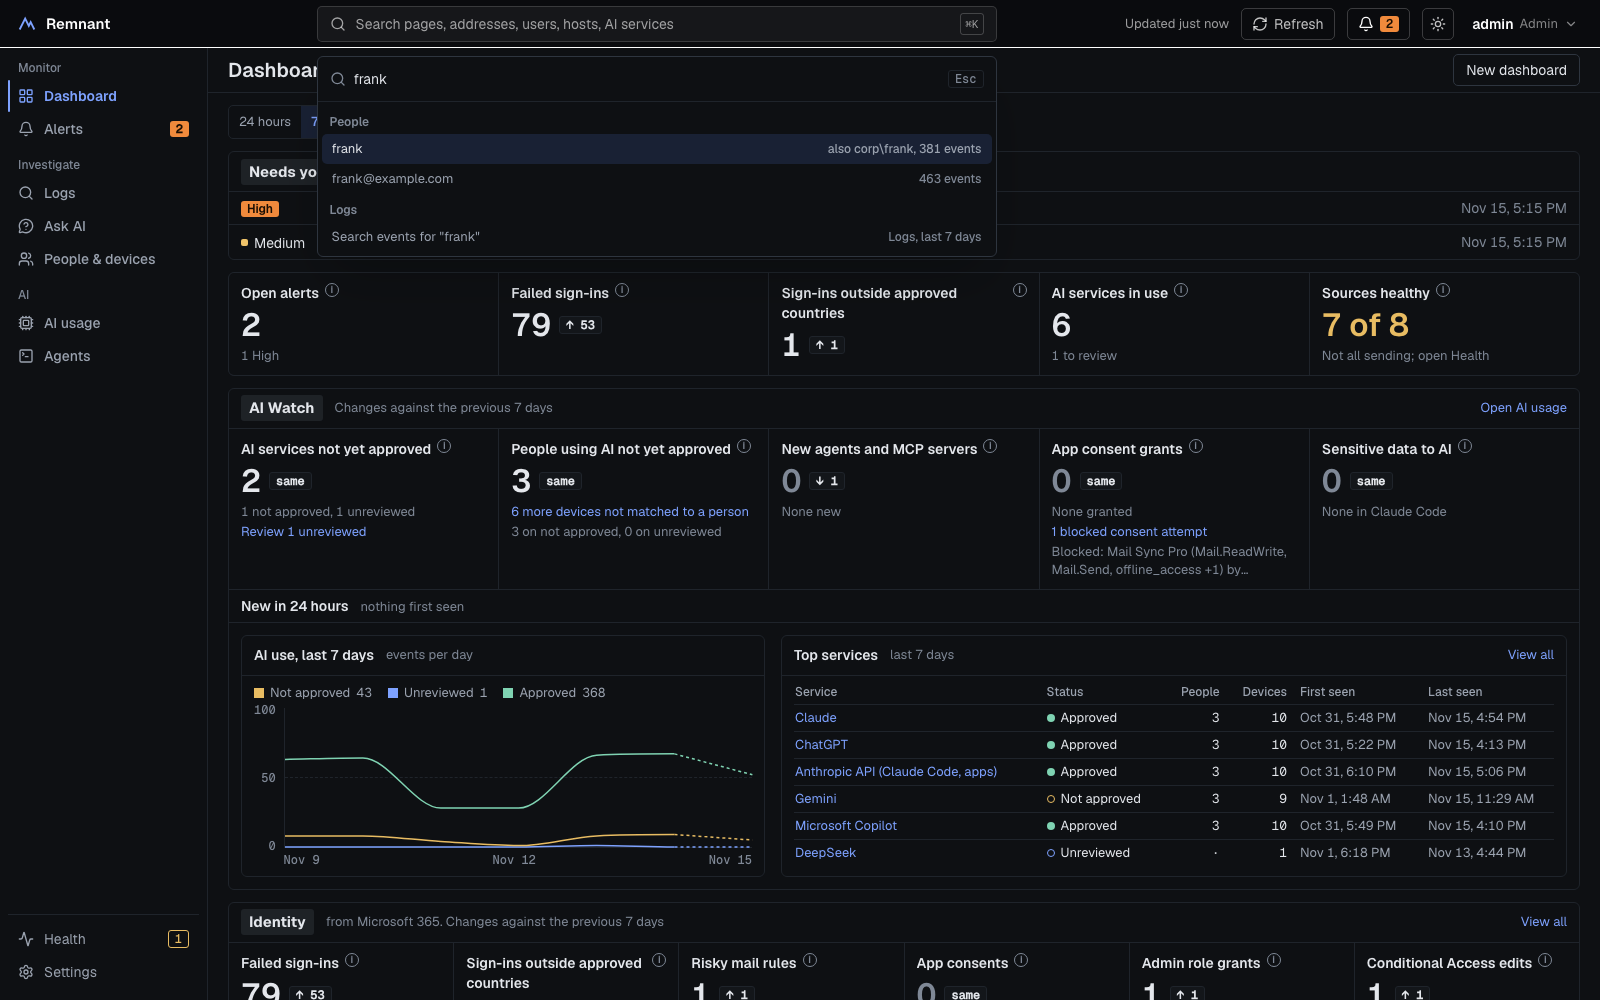 Remnant
Search pages, addresses, users, hosts, AI services
⌘K
Updated just now
Refresh
2
admin Admin
Monitor
Dashboard
Alerts 2
Investigate
Logs
Ask AI
People & devices
AI
AI usage
Agents
Health 1
Settings
New dashboard
24 hours
frank
Esc
People
frank also corp\frank, 381 events
frank@example.com 463 events
Logs
Search events for "frank" Logs, last 7 days
High Nov 15, 5:15 PM
Medium Nov 15, 5:15 PM
Open alerts
2
1 High
Failed sign-ins
79 ↑ 53
Sign-ins outside approved
countries
1 ↑ 1
AI services in use
6
1 to review
Sources healthy
7 of 8
Not all sending; open Health
AI Watch Changes against the previous 7 days Open AI usage
AI services not yet approved
2 same
1 not approved, 1 unreviewed
Review 1 unreviewed
People using AI not yet approved
3 same
6 more devices not matched to a person
3 on not approved, 0 on unreviewed
New agents and MCP servers
0 ↓ 1
None new
App consent grants
0 same
None granted
1 blocked consent attempt
Blocked: Mail Sync Pro (Mail.ReadWrite,
Mail.Send, offline_access +1) by…
Sensitive data to AI
0 same
None in Claude Code
New in 24 hours nothing first seen
AI use, last 7 days events per day
Not approved 43 Unreviewed 1 Approved 368
100
50
0
Nov 9 Nov 12 Nov 15
Top services last 7 days View all
Service Status People Devices First seen Last seen
Claude Approved 3 10 Oct 31, 5:48 PM Nov 15, 4:54 PM
ChatGPT Approved 3 10 Oct 31, 5:22 PM Nov 15, 4:13 PM
Anthropic API (Claude Code, apps) Approved 3 10 Oct 31, 6:10 PM Nov 15, 5:06 PM
Gemini Not approved 3 9 Nov 1, 1:48 AM Nov 15, 11:29 AM
Microsoft Copilot Approved 3 10 Oct 31, 5:49 PM Nov 15, 4:10 PM
DeepSeek Unreviewed · 1 Nov 1, 6:18 PM Nov 13, 4:44 PM
Identity from Microsoft 365. Changes against the previous 7 days View all
Failed sign-ins
79 ↑ 53
Sign-ins outside approved
countries
Risky mail rules
1 ↑ 1
App consents
0 same
Admin role grants
1 ↑ 1
Conditional Access edits
1 ↑ 1